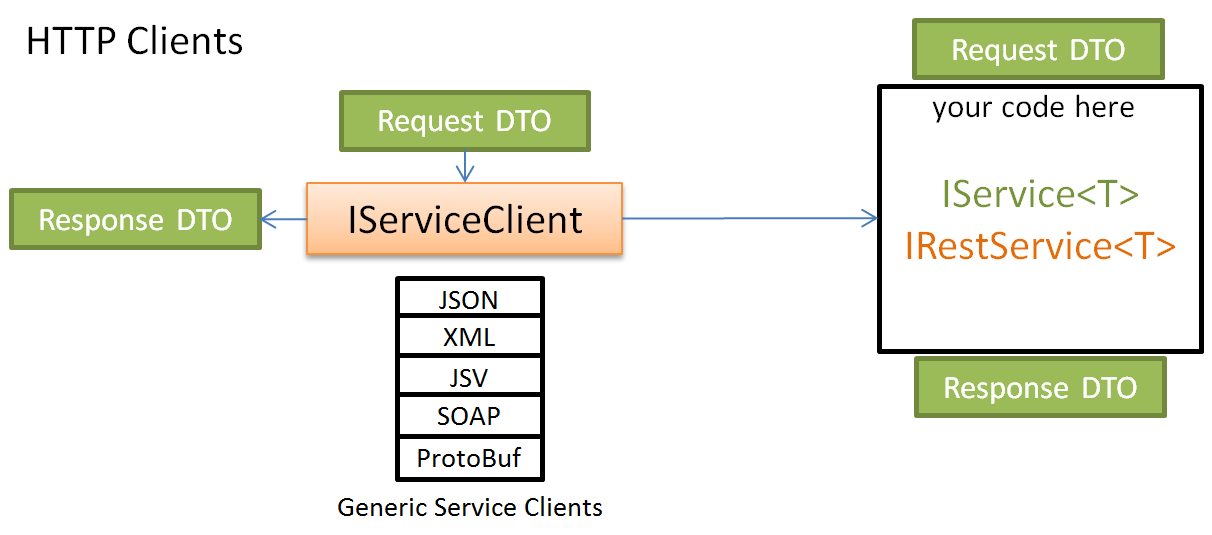 HTTP Clients
Request DTO
Response DTO
IServiceClient
JSON
XML
JSV
SOAP
ProtoBuf
Generic Service Clients
Request DTO
your code here
IService<T>
IRestService<T>
Response DTO